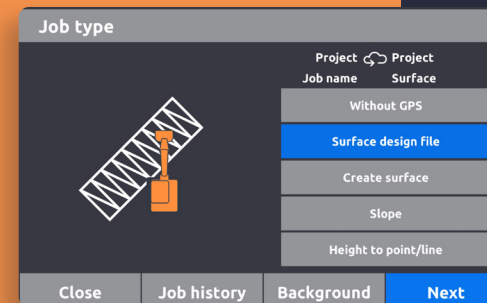 Job type
Project Project
Job name Surface
Without GPS
Surface design file
Create surface
Slope
Height to point/line
Close Job history Background Next